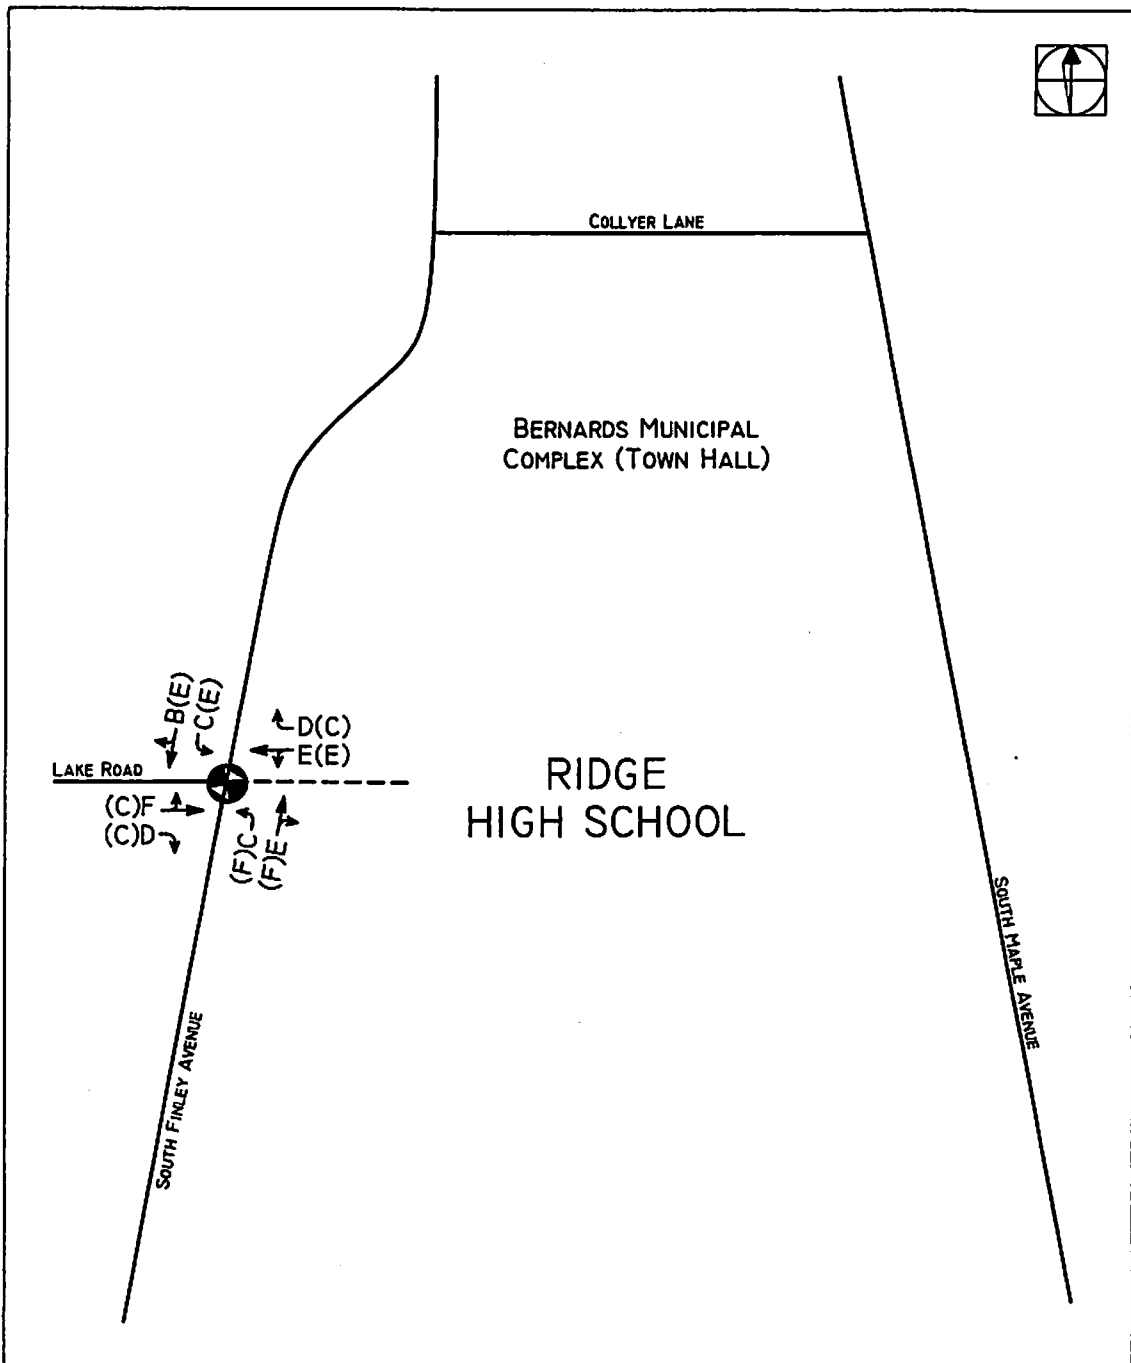 COLLYER LANE
BERNARDS MUNICIPAL
COMPLEX (TOWN HALL)
B(E)
C(E)
D(C)
E(E)
LAKE ROAD
(C)F
(C)D
(F)C
(F)E
RIDGE
HIGH SCHOOL
SOUTH MAPLE AVENUE
SOUTH FINLEY AVENUE